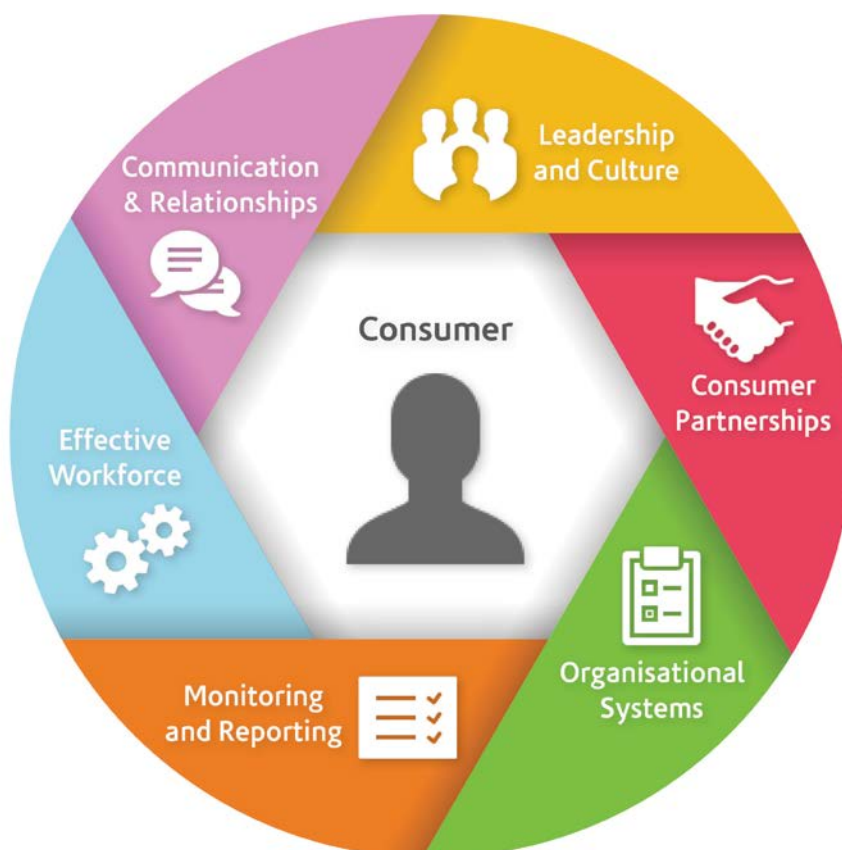 Leadership
and Culture
Consumer
Partnerships
Organisational
Systems
Monitoring
and Reporting
Effective
Workforce
Communication
& Relationships
Consumer